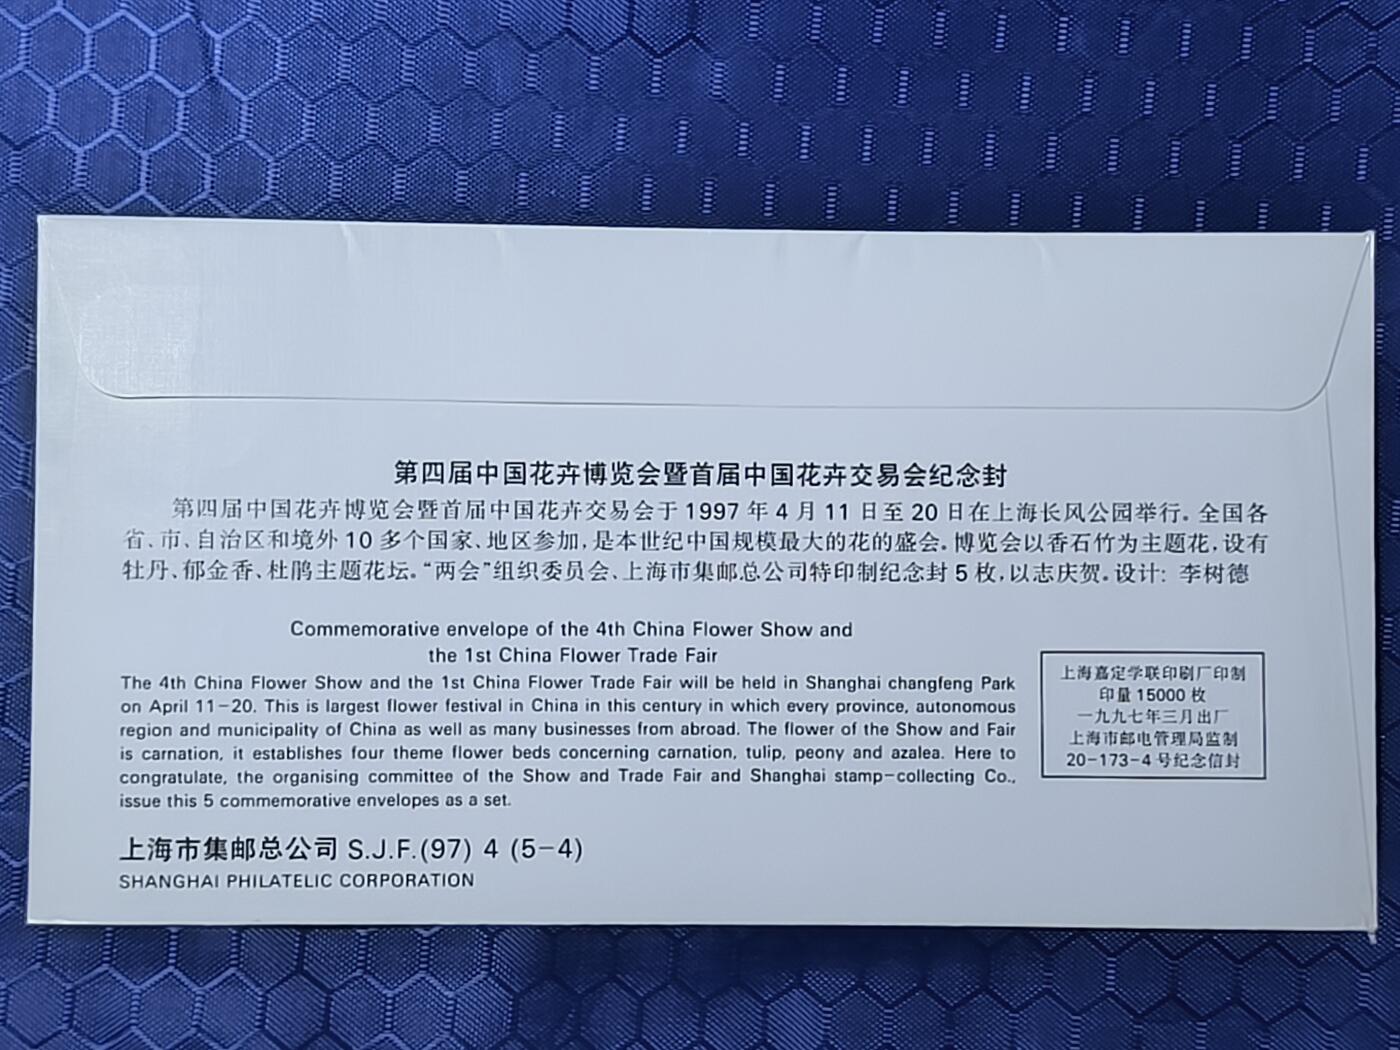 第四届中国花卉博览会暨首届中国花卉交易会纪念封
第四届中国花卉博览会暨首届中国花卉交易会于 1997 年 4 月 11 日至 20 日在上海长风公园举行。全国各
省、市、自治区和境外 10 多个国家、地区参加,是本世纪中国规模最大的花的盛会。博览会以香石竹为主题花,设有
牡丹、郁金香、杜鹃主题花坛。“两会”组织委员会、上海市集邮总公司特印制纪念封 5 枚,以志庆贺。设计: 李树德
Commemorative envelope of the 4th China Flower Show and
the 1st China Flower Trade Fair
The 4th China Flower Show and the 1st China Flower Trade Fair will be held in Shanghai changfeng Park
on April 11-20. This is largest flower festival in China in this century in which every province, autonomous
region and municipality of China as well as many businesses from abroad. The flower of the Show and Fair
is carnation, it establishes four theme flower beds concerning carnation, tulip, peony and azalea. Here to
congratulate, the organising committee of the Show and Trade Fair and Shanghai stamp-collecting Co.,
issue this 5 commemorative envelopes as a set.
上海嘉定学联印刷厂印制
印量 15000 枚
一九九七年三月出厂
上海市邮电管理局监制
20-173-4 号纪念信封
上海市集邮总公司 S.J.F.(97) 4 (5-4)
SHANGHAI PHILATELIC CORPORATION